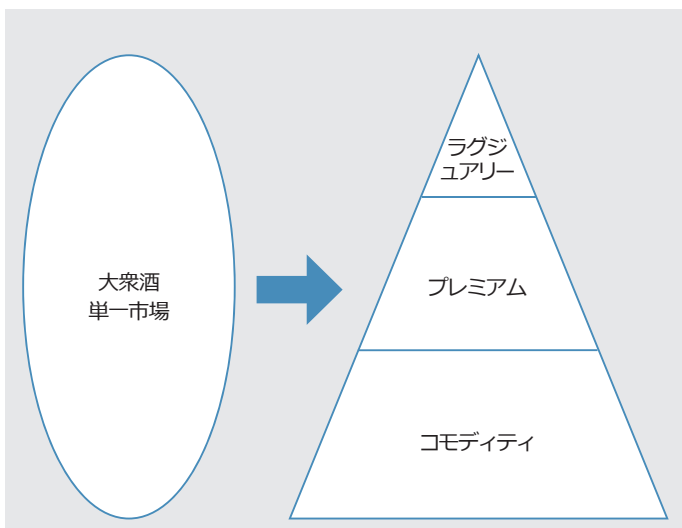 大衆酒
単一市場
ラグジ
ュアリー
プレミアム
コモディティ